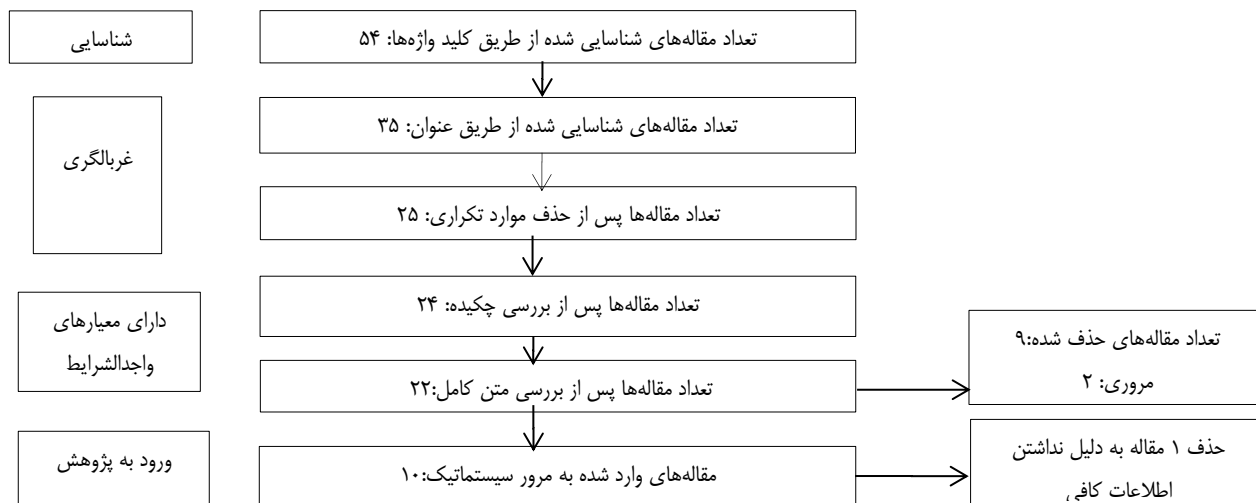 شناسایی
تعداد مقاله‌های شناسایی شده از طریق کلید واژه‌ها: ۵۴
غربالگری
تعداد مقاله‌های شناسایی شده از طریق عنوان: ۳۵
تعداد مقاله‌ها پس از حذف موارد تکراری: ۲۵
دارای معیارهای
واجدالشرایط
تعداد مقاله‌ها پس از بررسی چکیده: ۲۴
تعداد مقاله‌ها پس از بررسی متن کامل:۲۲
تعداد مقاله‌های حذف شده:۹
مروری: ۲
ورود به پژوهش
مقاله‌های وارد شده به مرور سیستماتیک:۱۰
حذف ۱ مقاله به دلیل نداشتن
اطلاعات کافی